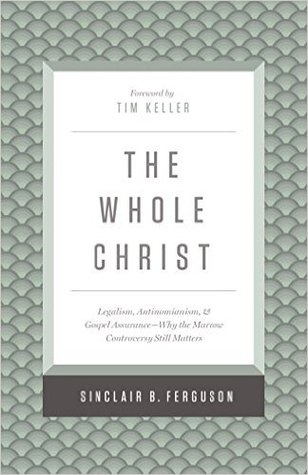 Foreword by
TIM KELLER
THE
WHOLE
CHRIST
Legalism, Antinomianism, &
Gospel Assurance—Why the Marrow
Controversy Still Matters
SINCLAIR B. FERGUSON